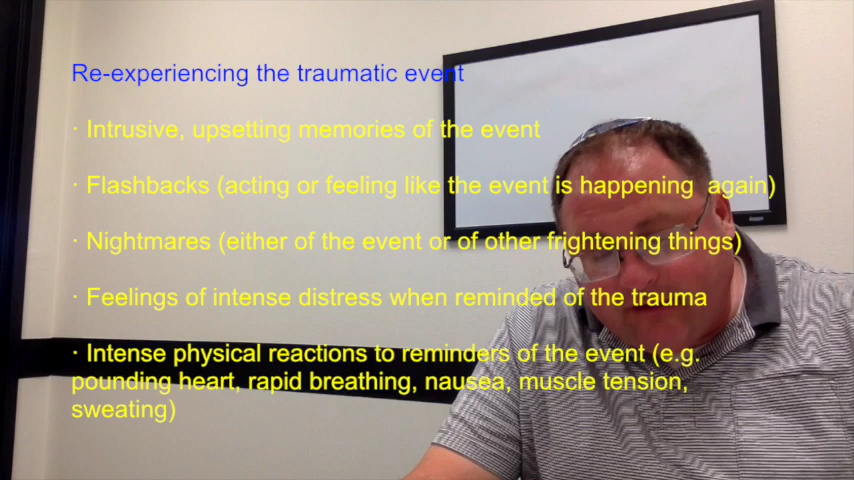 Re-experiencing the traumatic event
· Intrusive, upsetting memories of the event
· Flashbacks (acting or feeling like the event is happening  again)
· Nightmares (either of the event or of other frightening things)
· Feelings of intense distress when reminded of the trauma
· Intense physical reactions to reminders of the event (e.g.
pounding heart, rapid breathing, nausea, muscle tension,
sweating)